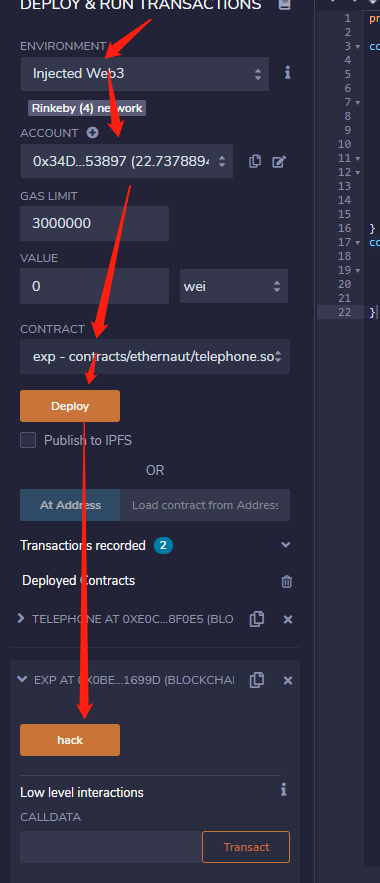 DEPLOY & RUN TRANSACTIONS
ENVIRONMENT
Injected Web3
Rinkeby (4) network
ACCOUNT
0x34D...53897 (22.7378894
GAS LIMIT
3000000
VALUE
0
wei
CONTRACT
exp - contracts/ethernaut/telephone.so
Deploy
Publish to IPFS
OR
At Address
Load contract from Address
Transactions recorded 2
Deployed Contracts
TELEPHONE AT 0XE0C...8F0E5 (BLO
EXP AT 0X0BE...1699D (BLOCKCHAI
hack
Low level interactions
CALLDATA
Transact
1 pr
2
3 co
4
5
6
7
8
9
10
11
12
13
14
15
16 }
17 co
18
19
20
21
22 }